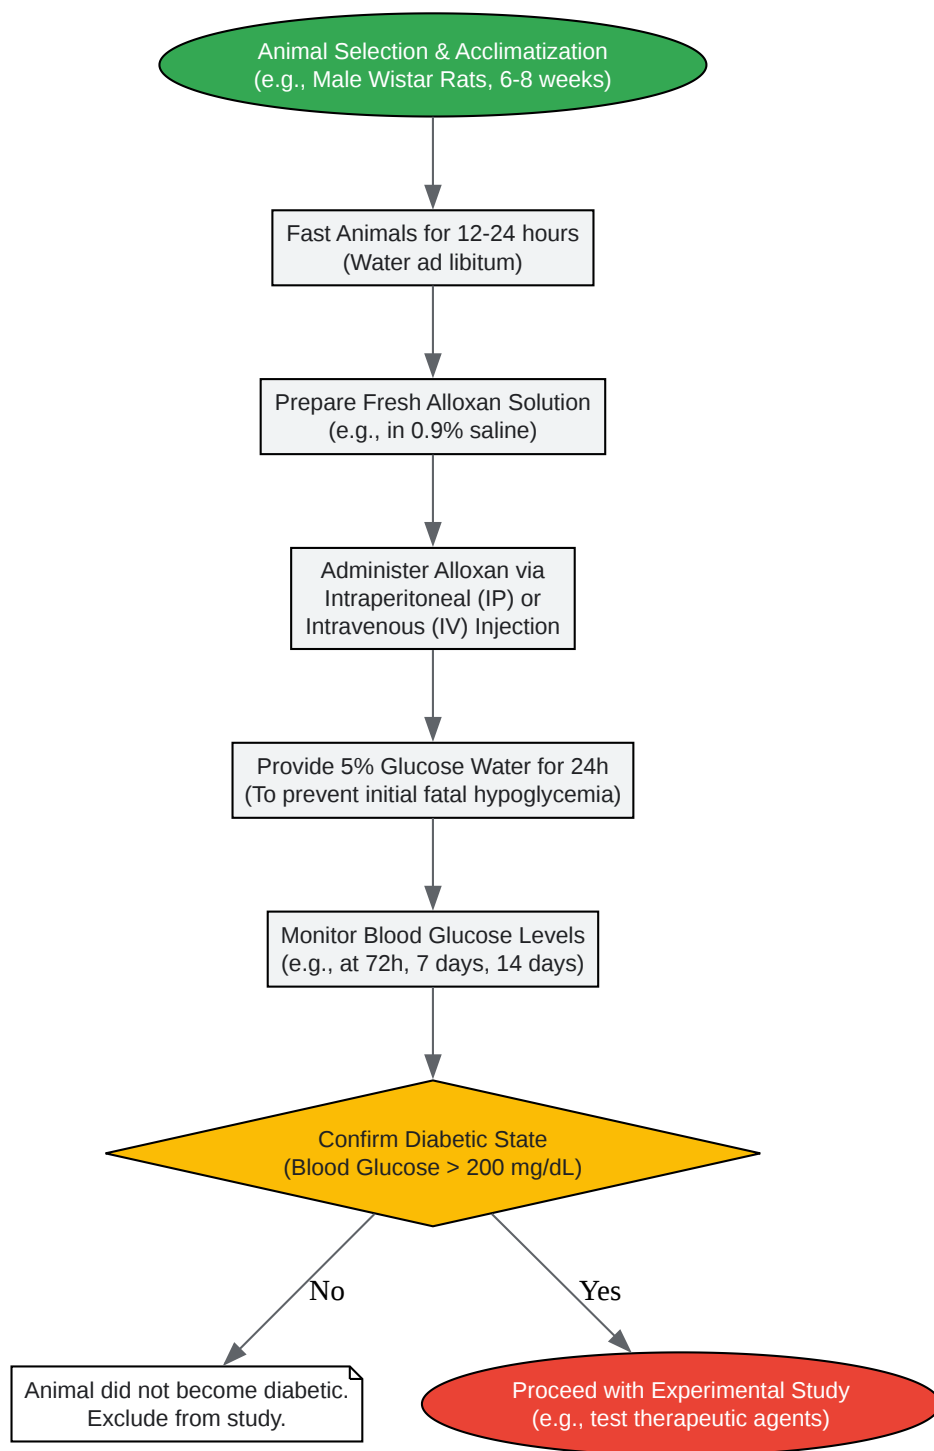 Animal Selection & Acclimatization
(e.g., Male Wistar Rats, 6-8 weeks)
Fast Animals for 12-24 hours
(Water ad libitum)
Prepare Fresh Alloxan Solution
(e.g., in 0.9% saline)
Administer Alloxan via
Intraperitoneal (IP) or
Intravenous (IV) Injection
Provide 5% Glucose Water for 24h
(To prevent initial fatal hypoglycemia)
Monitor Blood Glucose Levels
(e.g., at 72h, 7 days, 14 days)
Confirm Diabetic State
(Blood Glucose > 200 mg/dL)
No
Yes
Animal did not become diabetic.
Exclude from study.
Proceed with Experimental Study
(e.g., test therapeutic agents)